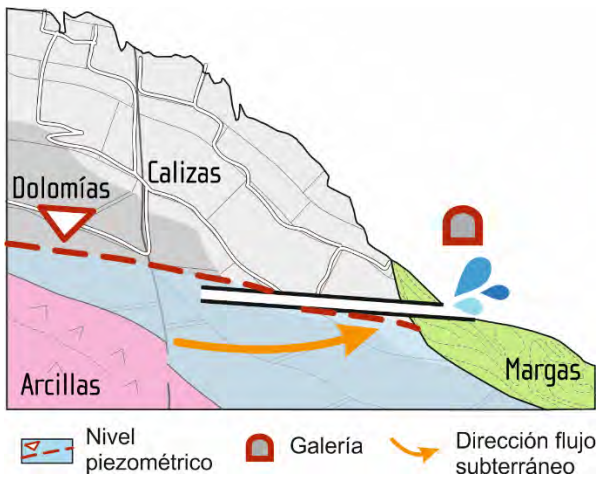 Calizas
Dolomías
Arcillas
Margas
Nivel
piezométrico
Galería
Dirección flujo
subterráneo